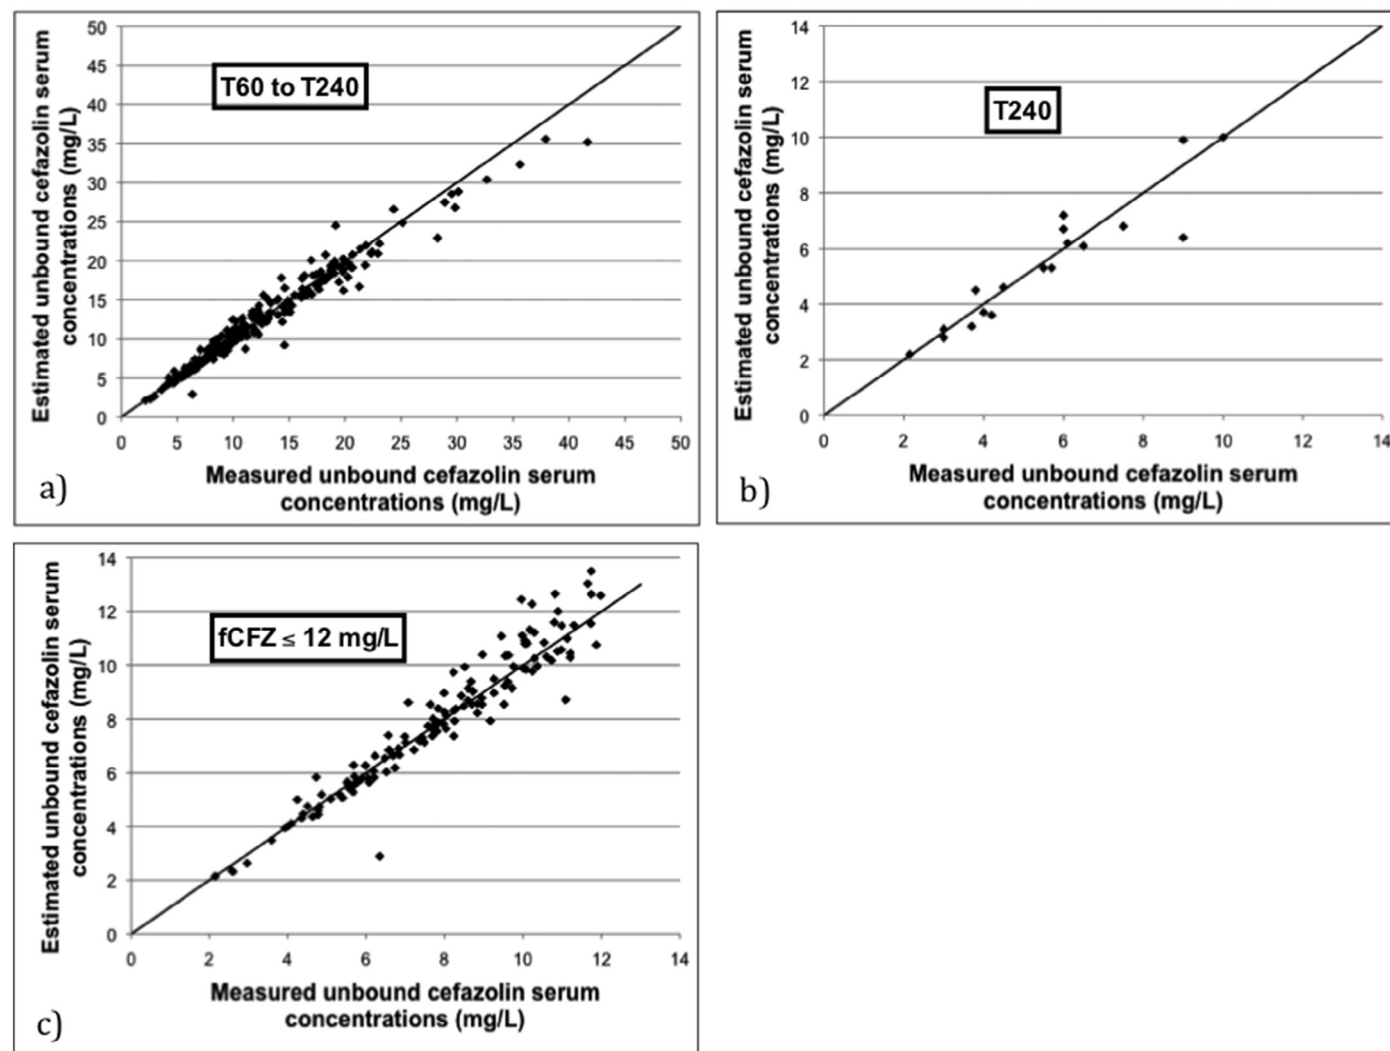 50
45
40
35
30
25
20
15
10
5
0
T60 to T240
Estimated unbound cefazolin serum
concentrations (mg/L)
0 5 10 15 20 25 30 35 40 45 50
Measured unbound cefazolin serum
concentrations (mg/L)
a)
14
12
10
8
6
4
2
0
T240
Estimated unbound cefazolin serum
concentrations (mg/L)
0 2 4 6 8 10 12 14
Measured unbound cefazolin serum
concentrations (mg/L)
b)
14
12
10
8
6
4
2
0
fCFZ ≤ 12 mg/L
Estimated unbound cefazolin serum
concentrations (mg/L)
0 2 4 6 8 10 12 14
Measured unbound cefazolin serum
concentrations (mg/L)
c)